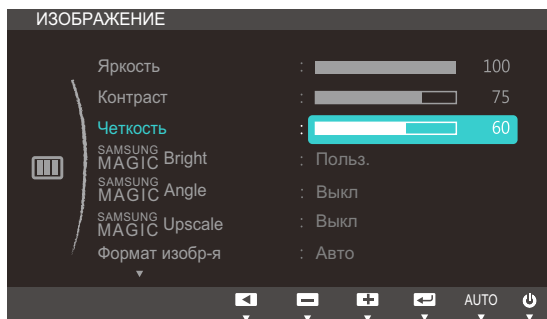 ИЗОБРАЖЕНИЕ
Яркость : 100
Контраст : 75
Четкость : 60
SAMSUNG MAGIC Bright : Польз.
SAMSUNG MAGIC Angle : Выкл
SAMSUNG MAGIC Upscale : Выкл
Формат изобр-я : Авто
AUTO